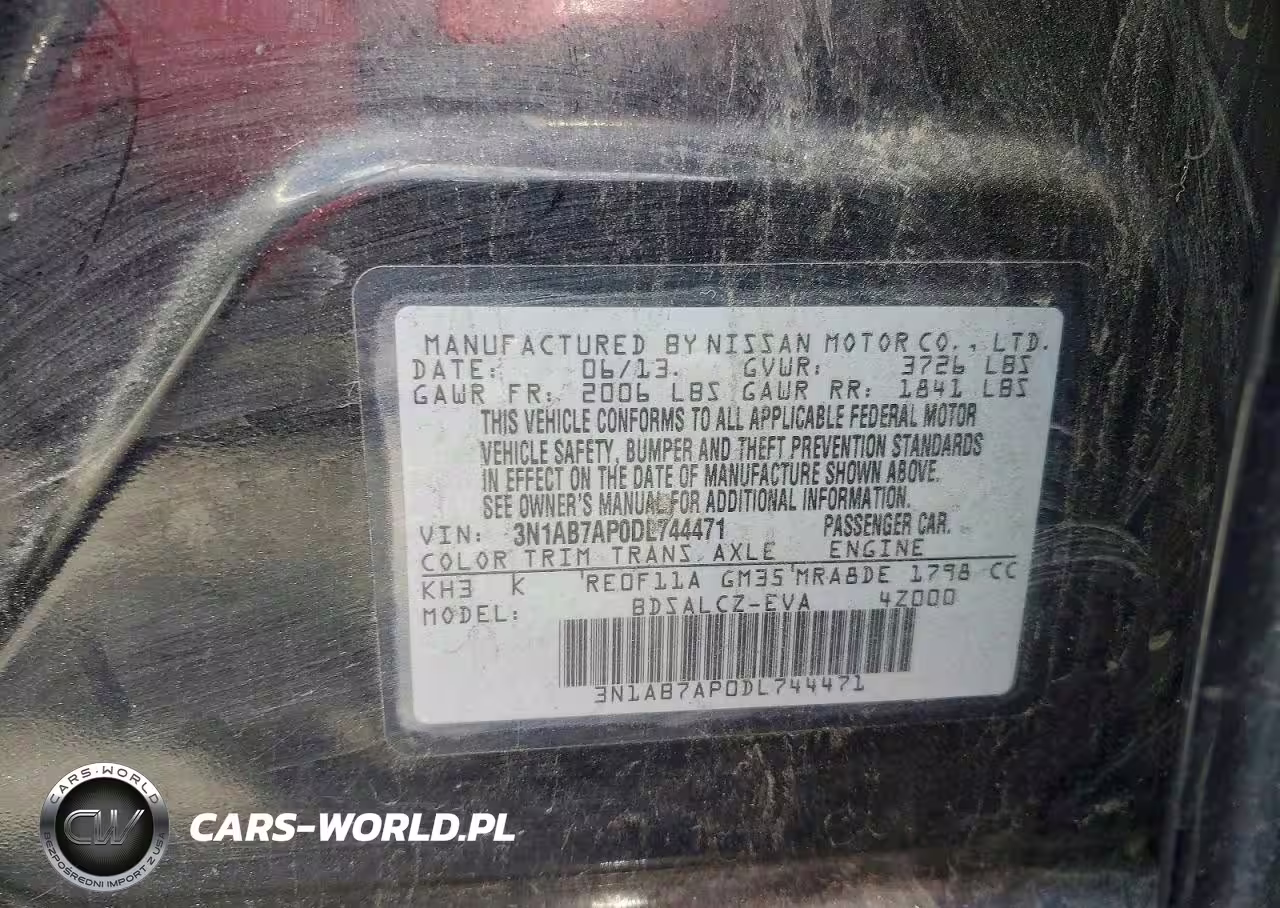 MANUFACTURED BY NISSAN MOTOR CO., LTD.
DATE: 06/13. GVWR: 3726 LBS
GAWR FR: 2006 LBS GAWR RR: 1841 LBS
THIS VEHICLE CONFORMS TO ALL APPLICABLE FEDERAL MOTOR
VEHICLE SAFETY, BUMPER AND THEFT PREVENTION STANDARDS
IN EFFECT ON THE DATE OF MANUFACTURE SHOWN ABOVE.
SEE OWNER'S MANUAL FOR ADDITIONAL INFORMATION.
VIN: 3N1AB7AP0DL744471 PASSENGER CAR.
COLOR TRIM TRANS AXLE ENGINE
KH3 K RE0F11A GM35 MRA8DE 1798 CC
MODEL: BDSALCZ-EVA 4Z000
3N1AB7AP0DL744471
CARS-WORLD
CW
BEZPOŚREDNI IMPORT Z USA
CARS-WORLD.PL